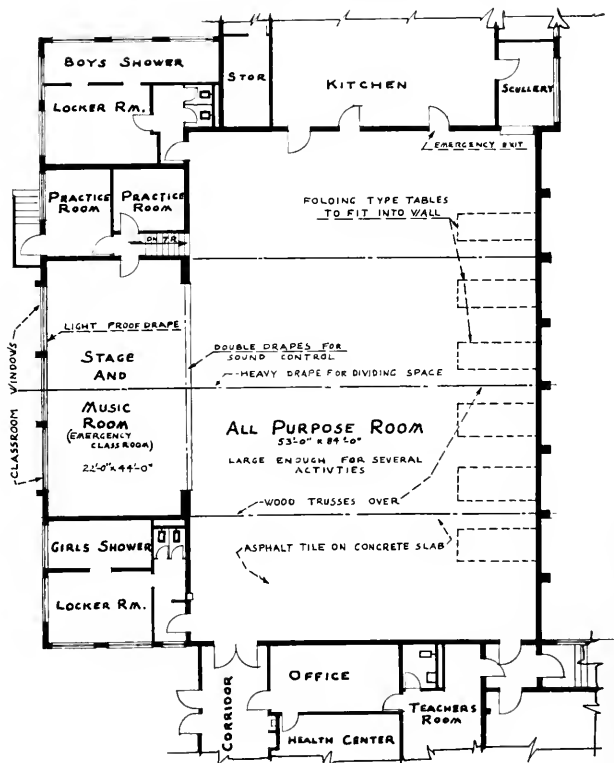 BOYS SHOWER
STOR
KITCHEN
SCULLERY
LOCKER RM.
EMERGENCY EXIT
PRACTICE
ROOM
PRACTICE
ROOM
FOLDING TYPE TABLES
TO FIT INTO WALL
DN 7R
CLASSROOM WINDOWS
LIGHT PROOF DRAPE
DOUBLE DRAPES FOR
SOUND CONTROL
STAGE
AND
MUSIC
ROOM
(EMERGENCY
CLASSROOM)
22'-0" x 44'-0"
HEAVY DRAPE FOR DIVIDING SPACE
ALL PURPOSE ROOM
53'-0" x 84'-0"
LARGE ENOUGH FOR SEVERAL
ACTIVTIES
WOOD TRUSSES OVER
GIRLS SHOWER
ASPHALT TILE ON CONCRETE SLAB
LOCKER RM.
CORRIDOR
OFFICE
TEACHERS
ROOM
HEALTH CENTER